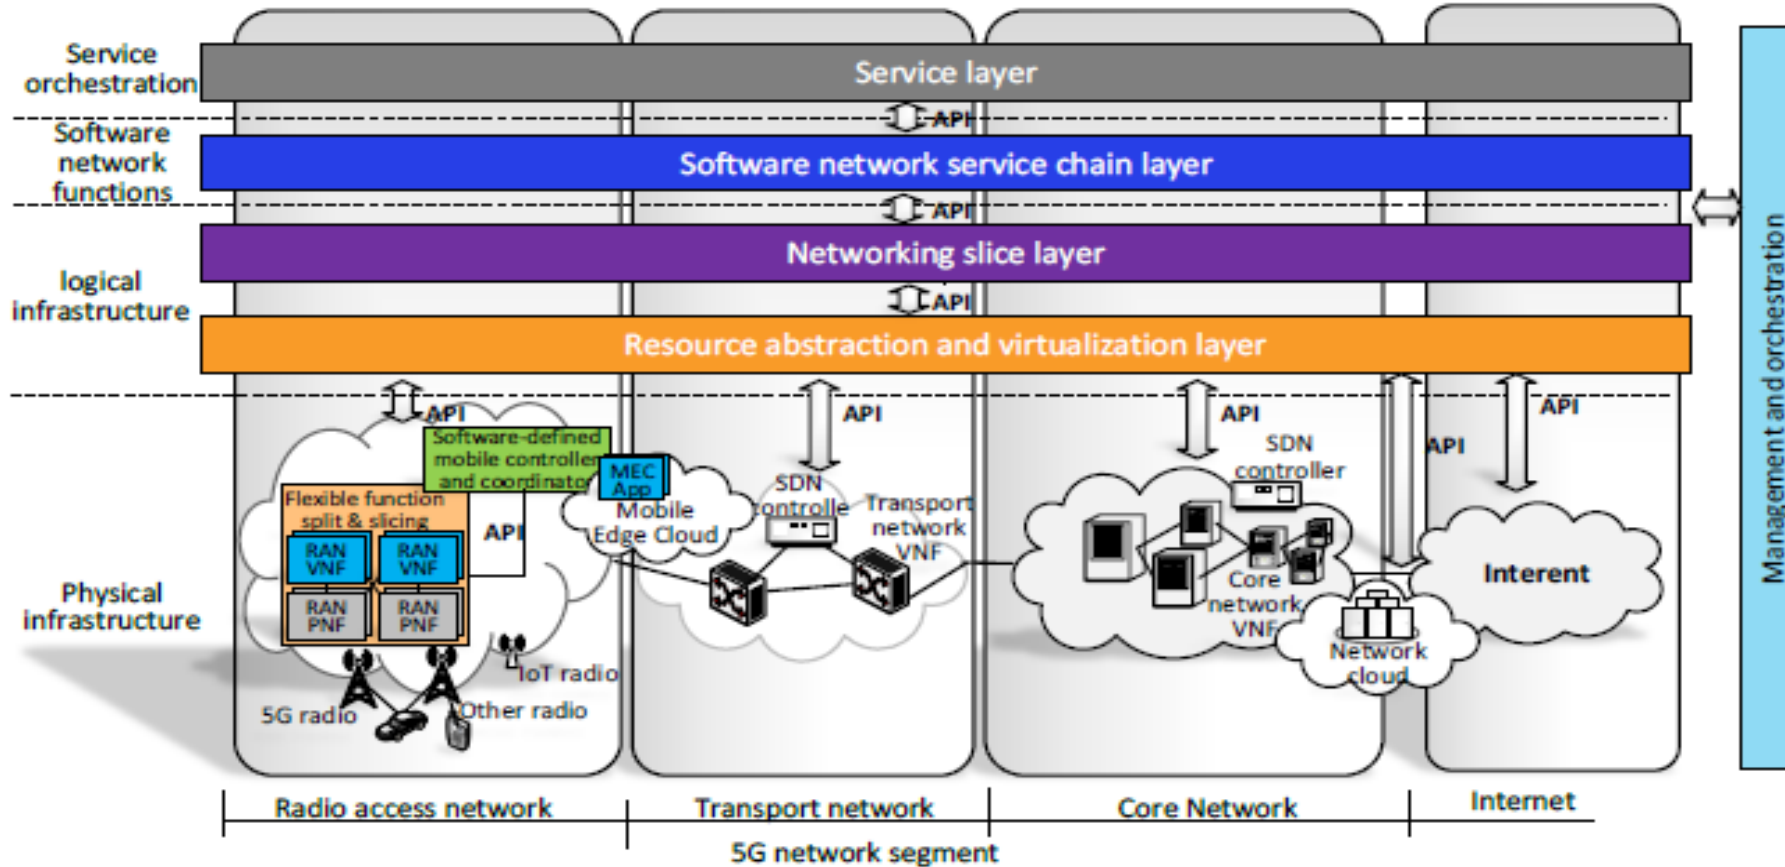 Service
orchestration
Service layer
API
Software
network
functions
Software network service chain layer
API
Networking slice layer
logical
infrastructure
API
Resource abstraction and virtualization layer
Management and orchestration
API
API
API
API
API
Software-defined
mobile controller
and coordinator
MEC
App
Mobile
Edge Cloud
Flexible function
split & slicing
API
RAN
VNF
RAN
VNF
RAN
PNF
RAN
PNF
SDN
controlle
Transport
network
VNF
SDN
controller
Core
network
VNF
Interent
Network
cloud
Physical
infrastructure
IoT radio
5G radio
Other radio
Radio access network
Transport network
Core Network
Internet
5G network segment